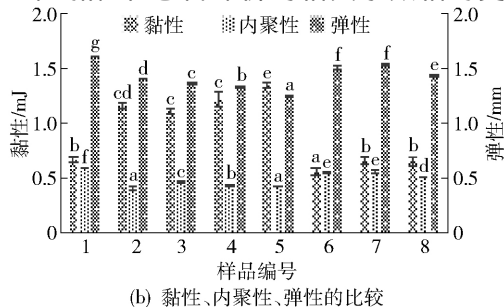 2.0 黏性 内聚性 弹性 2.0
g
1.5 cd d c c c b e a f f e 1.5
黏性/mJ
1.0 1.0
弹性/mm
b f a c b a a e b e b d
0.5 0.5
0 0
1 2 3 4 5 6 7 8
样品编号
(b) 黏性、内聚性、弹性的比较